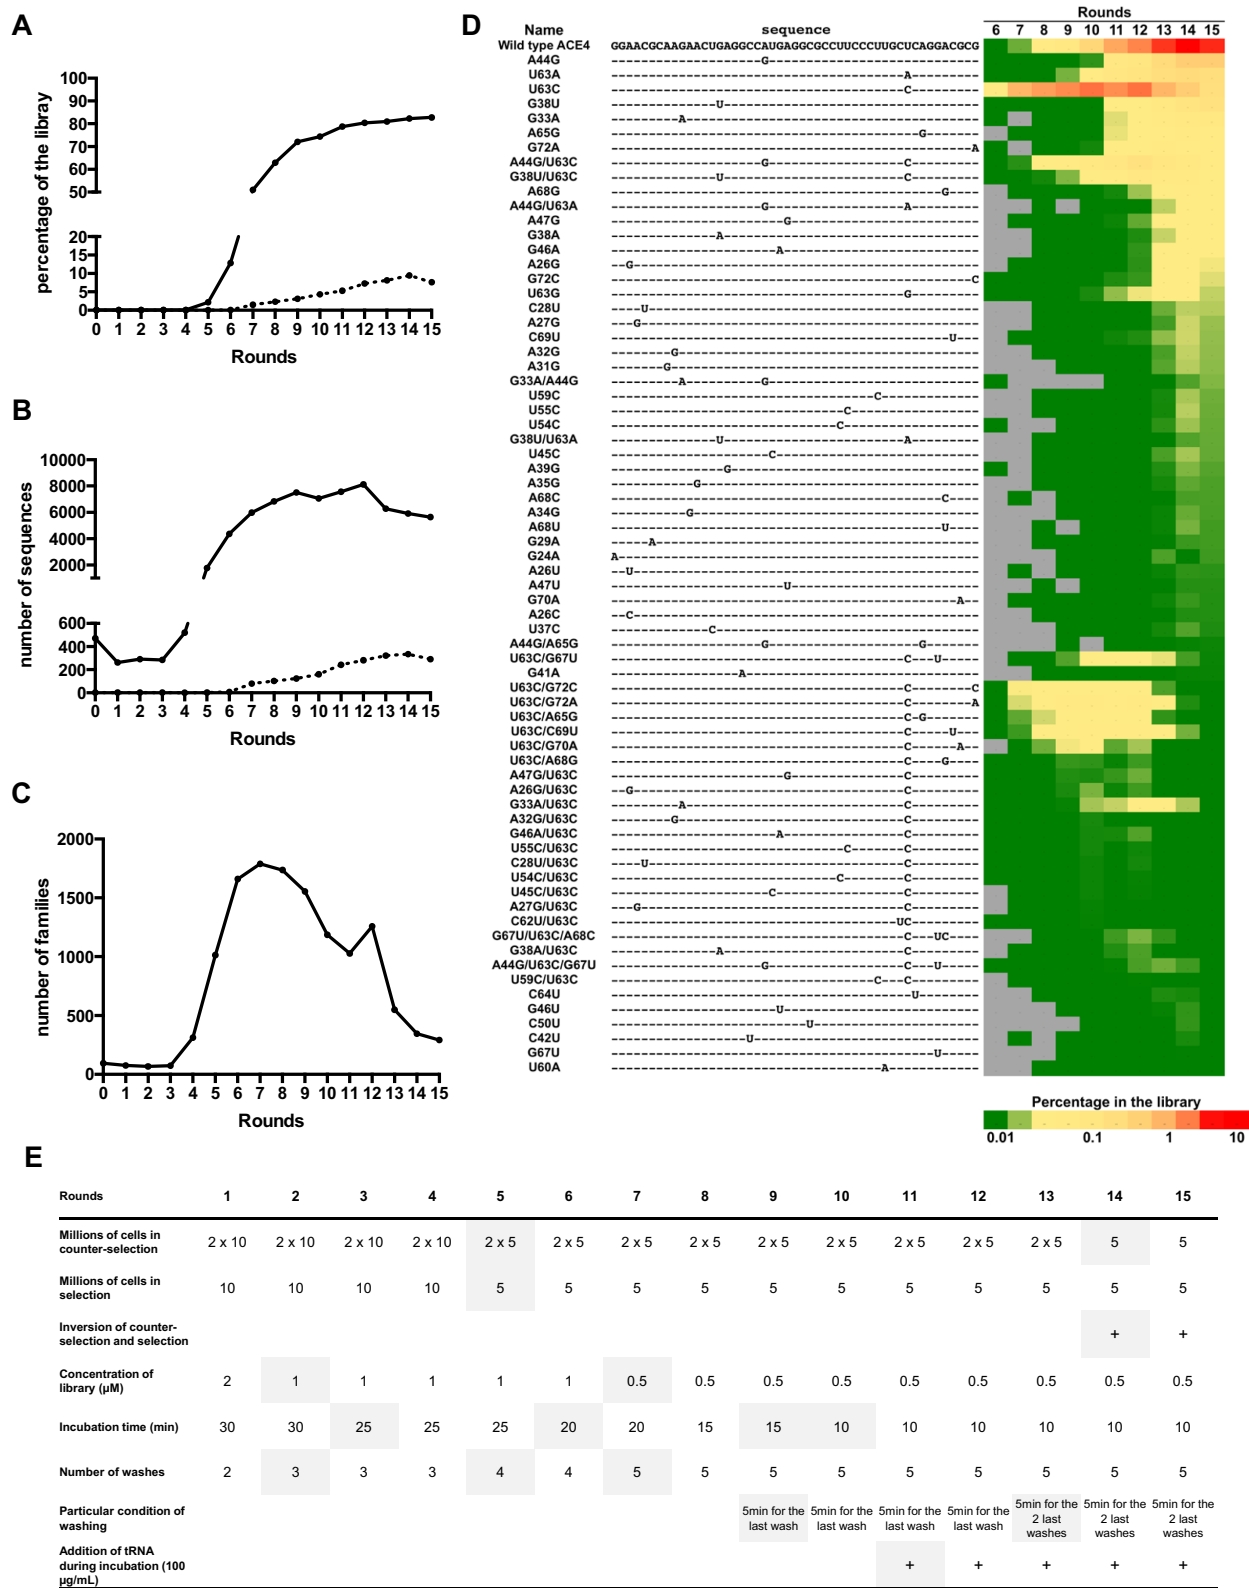 A
percentage of the libray
100
90
80
70
60
50
20
15
10
5
0
0 1 2 3 4 5 6 7 8 9 10 11 12 13 14 15
Rounds
B
number of sequences
10000
8000
6000
4000
2000
600
400
200
0
0 1 2 3 4 5 6 7 8 9 10 11 12 13 14 15
Rounds
C
number of families
2000
1500
1000
500
0
0 1 2 3 4 5 6 7 8 9 10 11 12 13 14 15
Rounds
D
Name sequence Rounds
6 7 8 9 10 11 12 13 14 15
Wild type ACE4 GGAACGCAAGAACUGAGGCCAUGAGGCGCCUUCCCUUGCUCAGGACGCG
A44G G
U63A A
U63C C
G38U U
G33A A
A65G G
G72A A
A44G/U63C G C
G38U/U63C U C
A68G G
A44G/U63A G A
A47G G
G38A A
G46A A
A26G G
G72C C
U63G G
C28U U
A27G G
C69U U
A32G G
A31G G
G33A/A44G A G
U59C C
U55C C
U54C C
G38U/U63A U A
U45C C
A39G G
A35G G
A68C C
A34G G
A68U U
G29A A
G24A A
A26U U
A47U U
G70A A
A26C C
U37C C
A44G/A65G G G
U63C/G67U C U
G41A A
U63C/G72C C C
U63C/G72A C A
U63C/A65G C G
U63C/C69U C U
U63C/G70A C A
U63C/A68G C G
A47G/U63C G C
A26G/U63C G C
G33A/U63C A C
A32G/U63C G C
G46A/U63C A C
U55C/U63C C C
C28U/U63C U C
U54C/U63C C C
U45C/U63C C C
A27G/U63C G C
C62U/U63C UC
G67U/U63C/A68C C UC
G38A/U63C A C
A44G/U63C/G67U G C U
U59C/U63C C C
C64U U
G46U U
C50U U
C42U U
G67U U
U60A A
Percentage in the library
0.01 0.1 1 10
E
Rounds 1 2 3 4 5 6 7 8 9 10 11 12 13 14 15
Millions of cells in
counter-selection 2 x 10 2 x 10 2 x 10 2 x 10 2 x 5 2 x 5 2 x 5 2 x 5 2 x 5 2 x 5 2 x 5 2 x 5 2 x 5 5 5
Millions of cells in
selection 10 10 10 10 5 5 5 5 5 5 5 5 5 5 5
Inversion of counter-
selection and selection + +
Concentration of
library (µM) 2 1 1 1 1 1 0.5 0.5 0.5 0.5 0.5 0.5 0.5 0.5 0.5
Incubation time (min) 30 30 25 25 25 20 20 15 15 10 10 10 10 10 10
Number of washes 2 3 3 3 4 4 5 5 5 5 5 5 5 5 5
Particular condition of
washing
5min for the last wash
5min for the last wash
5min for the last wash
5min for the last wash
5min for the 2 last washes
5min for the 2 last washes
5min for the 2 last washes
Addition of tRNA
during incubation (100
µg/mL) + + + + +